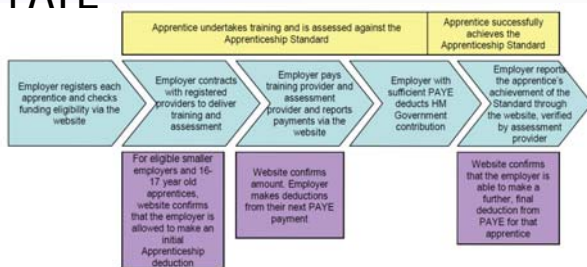 PAYE
Apprentice undertakes training and is assessed against the
Apprenticeship Standard
Apprentice successfully
achieves the
Apprenticeship Standard
Employer registers each
apprentice and checks
funding eligibility via the
website
Employer contracts
with registered
providers to deliver
training and
assessment
Employer pays
training provider and
assessment
provider and reports
payments via the
website
Employer with
sufficient PAYE
deducts HM
Government
contribution
Employer reports
the apprentice's
achievement of the
Standard through
the website, verified
by assessment
provider
For eligible smaller
employers and 16-
17 year old
apprentices,
website confirms
that the employer is
allowed to make an
initial
Apprenticeship
deduction
Website confirms
amount. Employer
makes deductions
from their next PAYE
payment
Website confirms
that the employer is
able to make a
further, final
deduction from
PAYE for that
apprentice